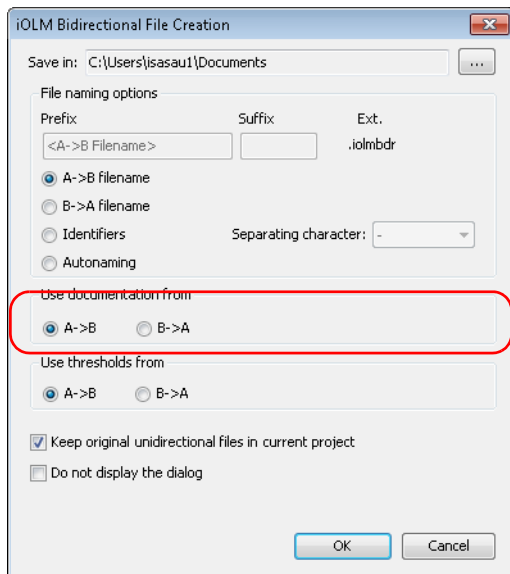 iOLM Bidirectional File Creation
Save in: C:\Users\isasau1\Documents ...
File naming options
Prefix Suffix Ext.
<A->B Filename> .iolmbdr
A->B filename
B->A filename
Identifiers Separating character: -
Autonaming
Use documentation from
A->B B->A
Use thresholds from
A->B B->A
Keep original unidirectional files in current project
Do not display the dialog
OK Cancel